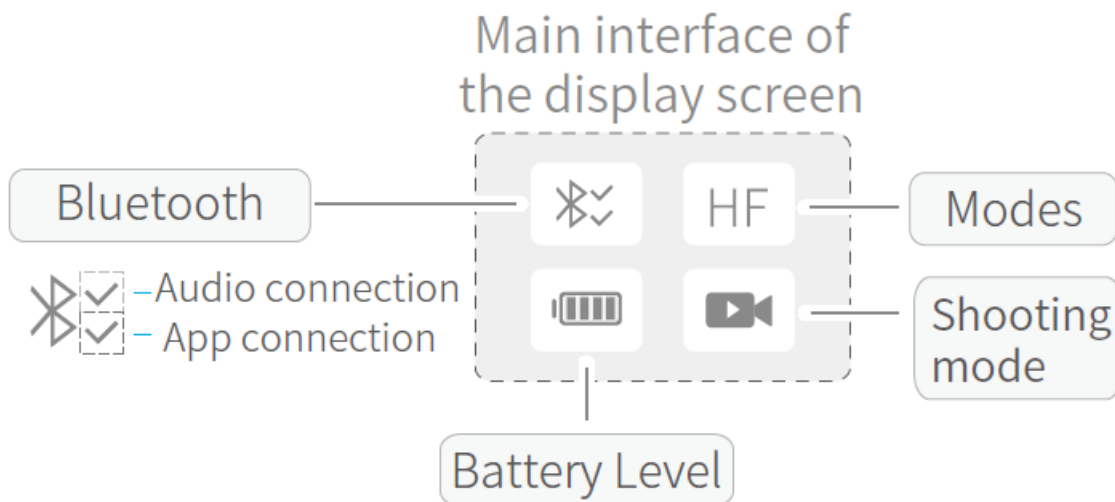 Main interface of
the display screen
Bluetooth
HF
Modes
Audio connection
App connection
Shooting
mode
Battery Level